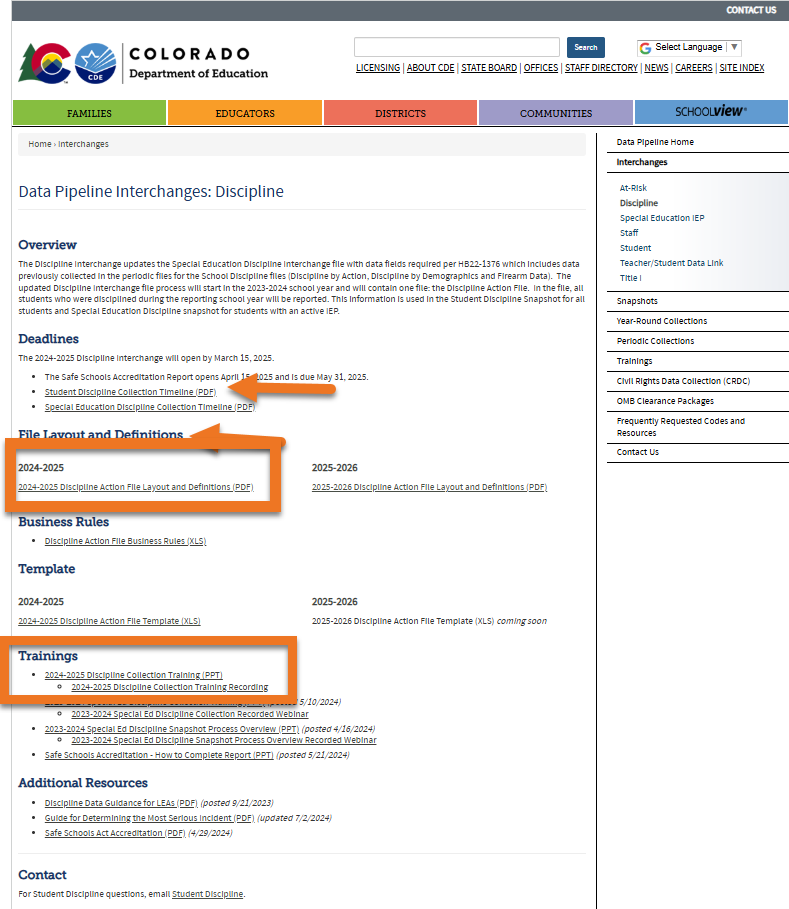 CONTACT US
COLORADO
Department of Education
CDE
Search
Select Language
LICENSING | ABOUT CDE | STATE BOARD | OFFICES | STAFF DIRECTORY | NEWS | CAREERS | SITE INDEX
FAMILIES
EDUCATORS
DISTRICTS
COMMUNITIES
SCHOOLVIEW®
Home › Interchanges
Data Pipeline Interchanges: Discipline
Overview
The Discipline Interchange updates the Special Education Discipline Interchange file with data fields required per HB22-1376 which includes data
previously collected in the periodic files for the School Discipline files (Discipline by Action, Discipline by Demographics and Firearm Data). The
updated Discipline Interchange file process will start in the 2023-2024 school year and will contain one file: the Discipline Action File. In the file, all
students who were disciplined during the reporting school year will be reported. This information is used in the Student Discipline Snapshot for all
students and Special Education Discipline snapshot for students with an active IEP.
Deadlines
The 2024-2025 Discipline Interchange will open by March 15, 2025.
• The Safe Schools Accreditation Report opens April 15, 2025 and is due May 31, 2025.
• Student Discipline Collection Timeline (PDF)
• Special Education Discipline Collection Timeline (PDF)
File Layout and Definitions
2024-2025
2025-2026
2024-2025 Discipline Action File Layout and Definitions (PDF)
2025-2026 Discipline Action File Layout and Definitions (PDF)
Business Rules
• Discipline Action File Business Rules (XLS)
Template
2024-2025
2025-2026
2024-2025 Discipline Action File Template (XLS)
2025-2026 Discipline Action File Template (XLS) coming soon
Trainings
• 2024-2025 Discipline Collection Training (PPT)
2024-2025 Discipline Collection Training Recording
(posted 5/10/2024)
2023-2024 Special Ed Discipline Collection Recorded Webinar
• 2023-2024 Special Ed Discipline Snapshot Process Overview (PPT) (posted 4/16/2024)
2023-2024 Special Ed Discipline Snapshot Process Overview Recorded Webinar
• Safe Schools Accreditation - How to Complete Report (PPT) (posted 5/21/2024)
Additional Resources
• Discipline Data Guidance for LEAs (PDF) (posted 9/21/2023)
• Guide for Determining the Most Serious Incident (PDF) (updated 7/2/2024)
• Safe Schools Act Accreditation (PDF) (4/29/2024)
Contact
For Student Discipline questions, email Student Discipline.
Data Pipeline Home
Interchanges
At-Risk
Discipline
Special Education IEP
Staff
Student
Teacher/Student Data Link
Title I
Snapshots
Year-Round Collections
Periodic Collections
Trainings
Civil Rights Data Collection (CRDC)
OMB Clearance Packages
Frequently Requested Codes and
Resources
Contact Us